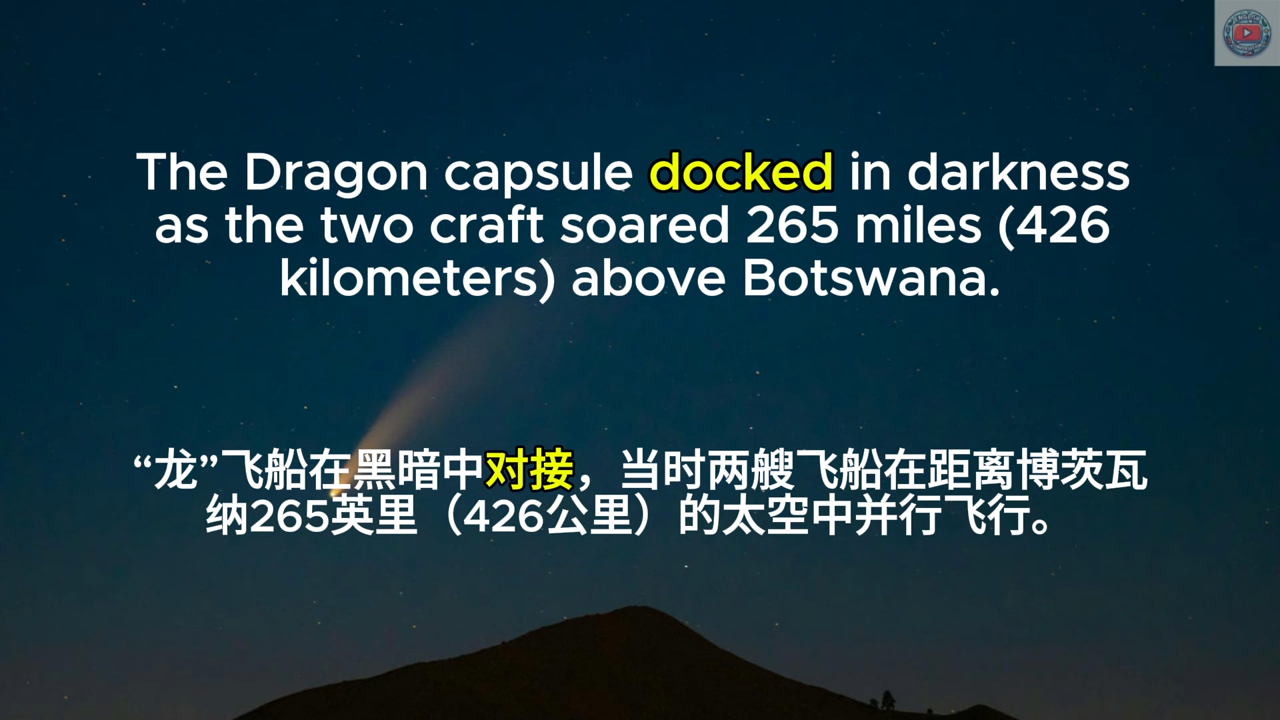 The Dragon capsule docked in darkness
as the two craft soared 265 miles (426
kilometers) above Botswana.
“龙”飞船在黑暗中对接，当时两艘飞船在距离博茨瓦
纳265英里（426公里）的太空中并行飞行。